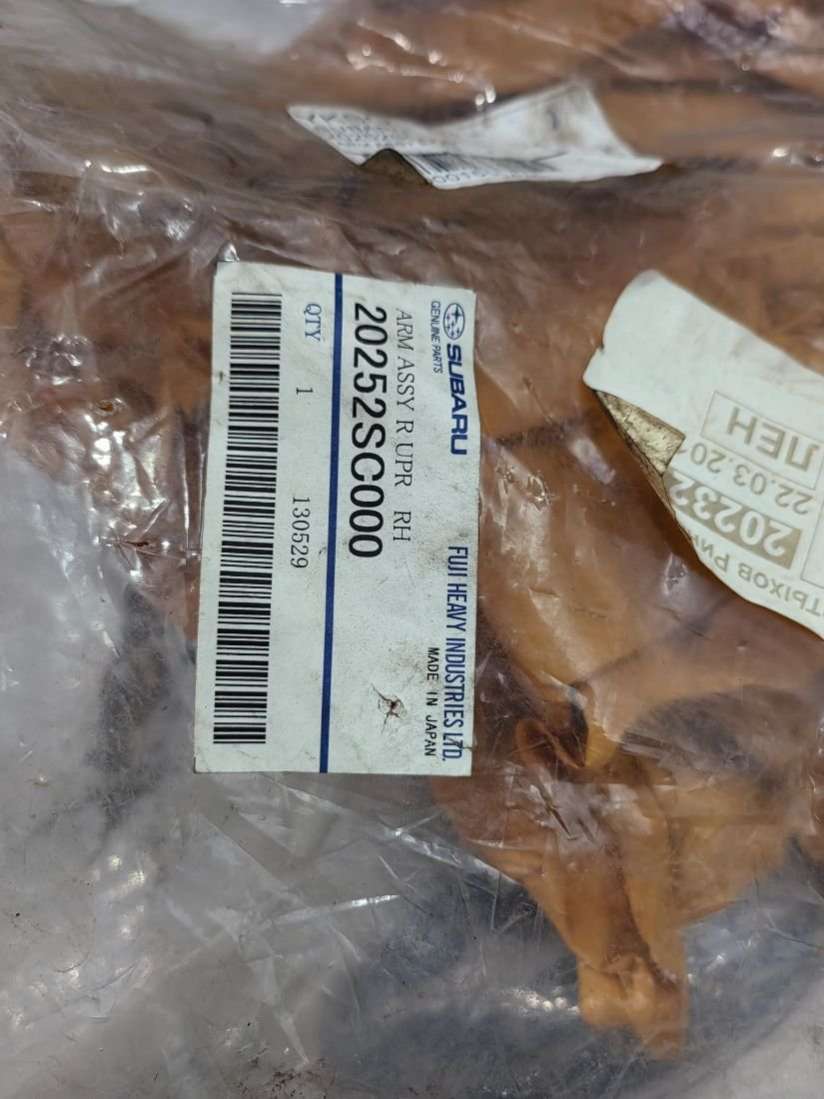 SUBARU
GENUINE PARTS
FUJI HEAVY INDUSTRIES LTD.
MADE IN JAPAN
ARM ASSY R UPR RH
20252SC000
QTY 1 130529
ЛЕН
22.03.20
20232